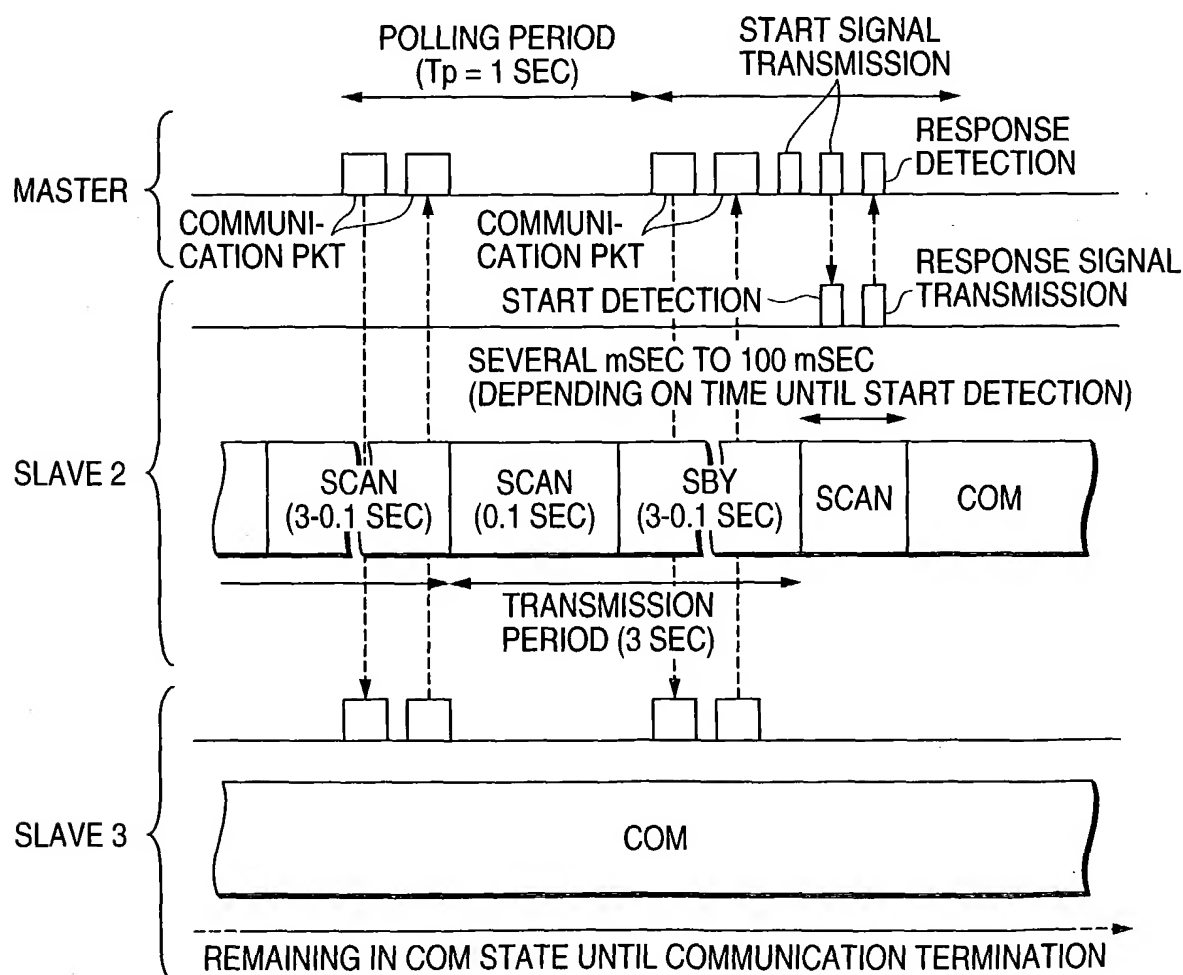 POLLING PERIOD
(Tp = 1 SEC)
START SIGNAL
TRANSMISSION
RESPONSE
DETECTION
MASTER
COMMUNI-
CATION PKT
COMMUNI-
CATION PKT
RESPONSE SIGNAL
TRANSMISSION
START DETECTION
SEVERAL mSEC TO 100 mSEC
(DEPENDING ON TIME UNTIL START DETECTION)
SLAVE 2
SCAN
(3-0.1 SEC)
SCAN
(0.1 SEC)
SBY
(3-0.1 SEC)
SCAN
COM
TRANSMISSION
PERIOD (3 SEC)
SLAVE 3
COM
REMAINING IN COM STATE UNTIL COMMUNICATION TERMINATION